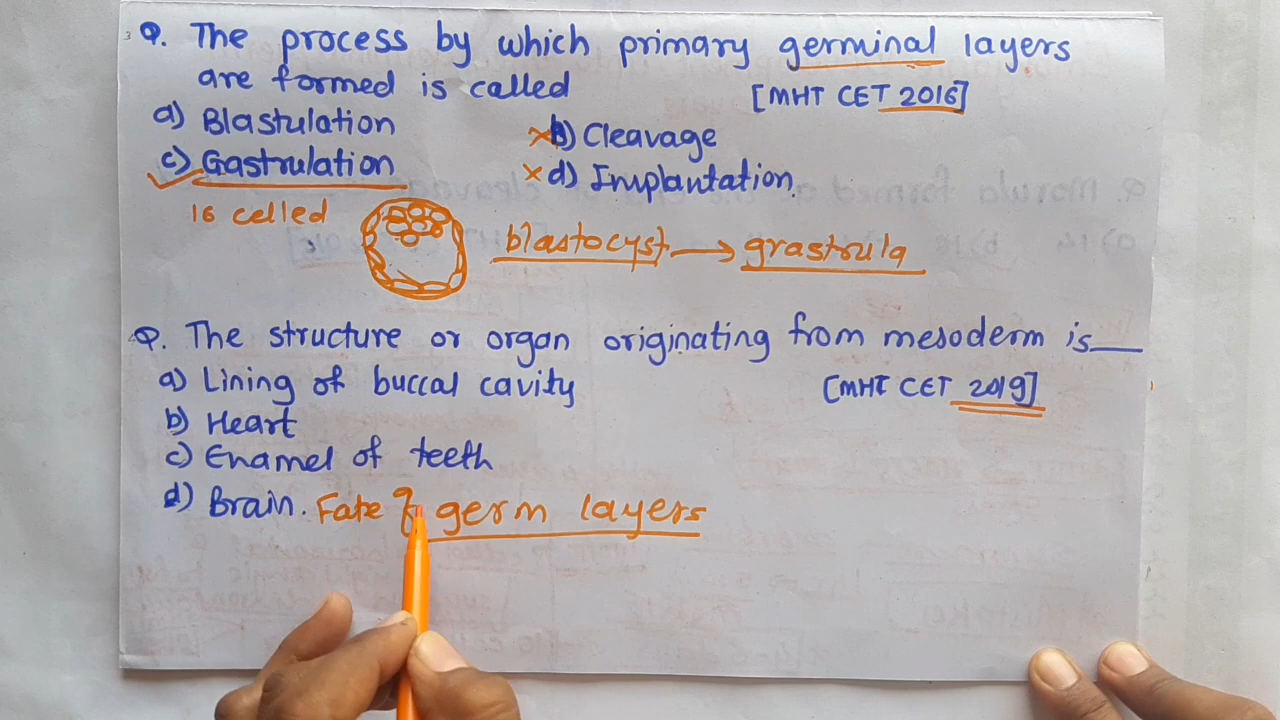 Q. The process by which primary germinal layers
are formed is called [MHT CET 2016]
a) Blastulation b) Cleavage
c) Gastrulation d) Implantation.
16 celled
blastocyst → grastrula
Q. The structure or organ originating from mesoderm is__
a) Lining of buccal cavity [MHT CET 2019]
b) Heart
c) Enamel of teeth
d) Brain. Fate of germ layers